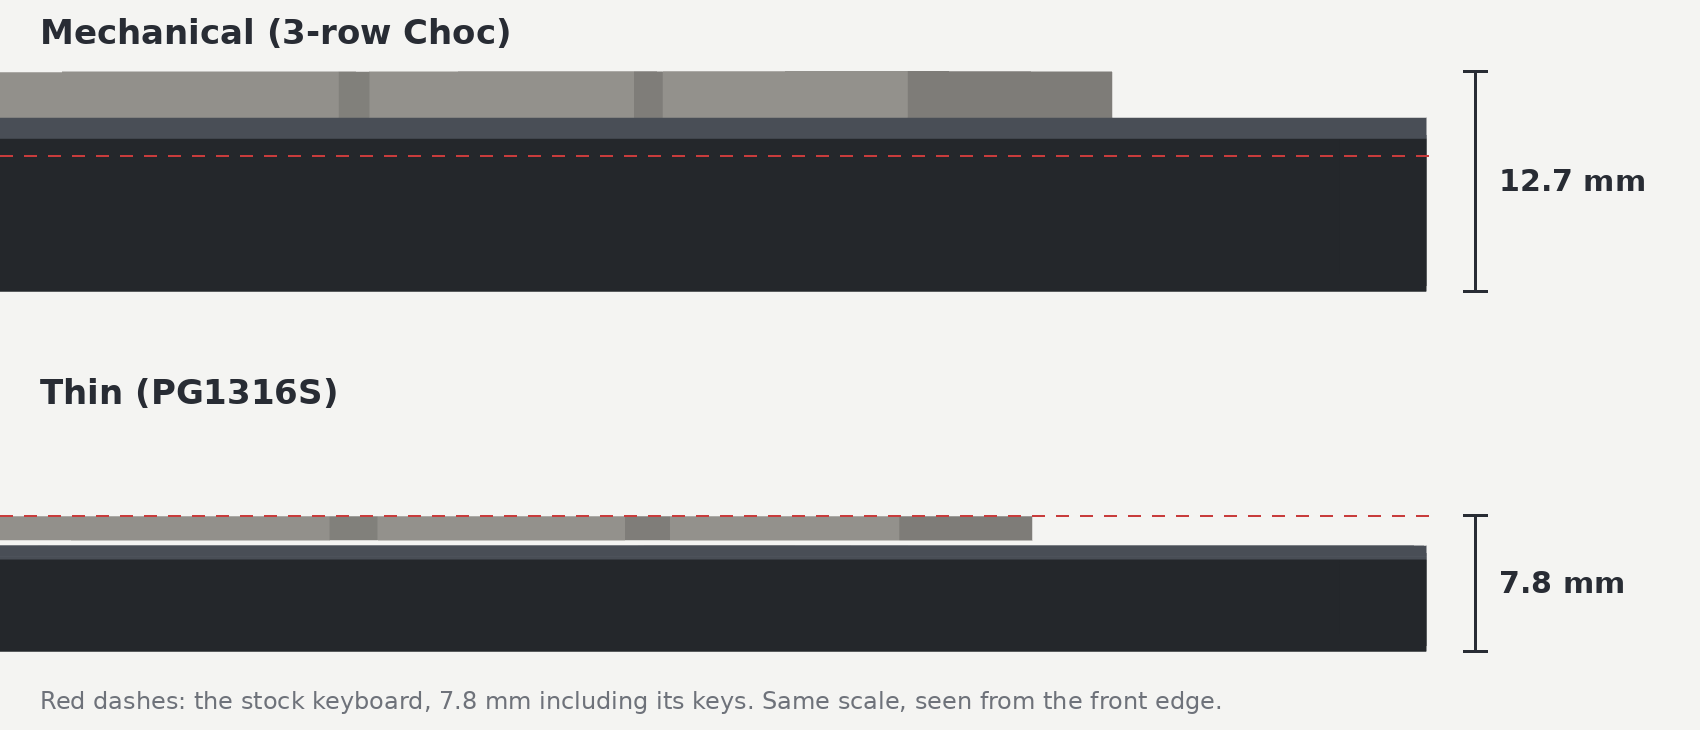 Mechanical (3-row Choc)
12.7 mm
Thin (PG1316S)
7.8 mm
Red dashes: the stock keyboard, 7.8 mm including its keys. Same scale, seen from the front edge.